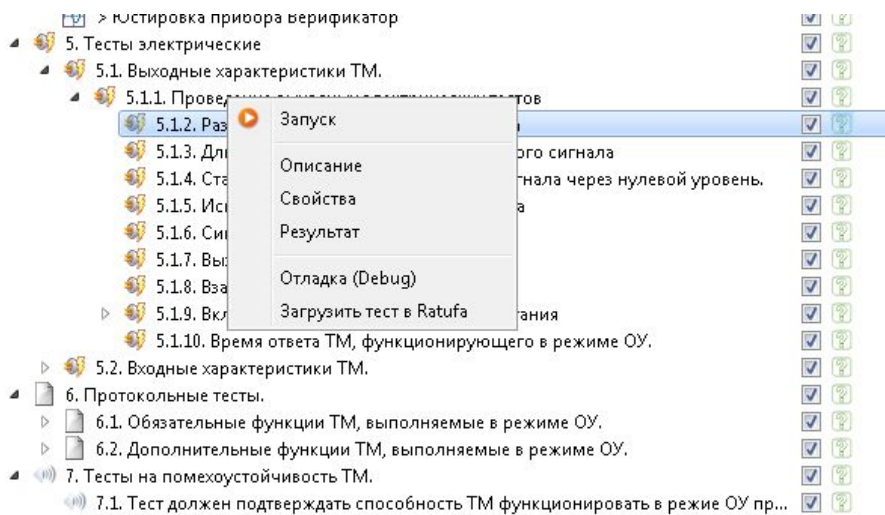 > Юстировка прибора Верификатор
5. Тесты электрические
5.1. Выходные характеристики ТМ.
5.1.1.
5.1.2.
5.1.3. ого сигнала
5.1.4. гнала через нулевой уровень.
5.1.5.
5.1.6.
5.1.7.
5.1.8.
5.1.9.
5.1.10. Время ответа ТМ, функционирующего в режиме ОУ.
5.2. Входные характеристики ТМ.
6. Протокольные тесты.
6.1. Обязательные функции ТМ, выполняемые в режиме ОУ.
6.2. Дополнительные функции ТМ, выполняемые в режиме ОУ.
7. Тесты на помехоустойчивость ТМ.
7.1. Тест должен подтверждать способность ТМ функционировать в режие ОУ пр...
Запуск
Описание
Свойства
Результат
Отладка (Debug)
Загрузить тест в Ratufa